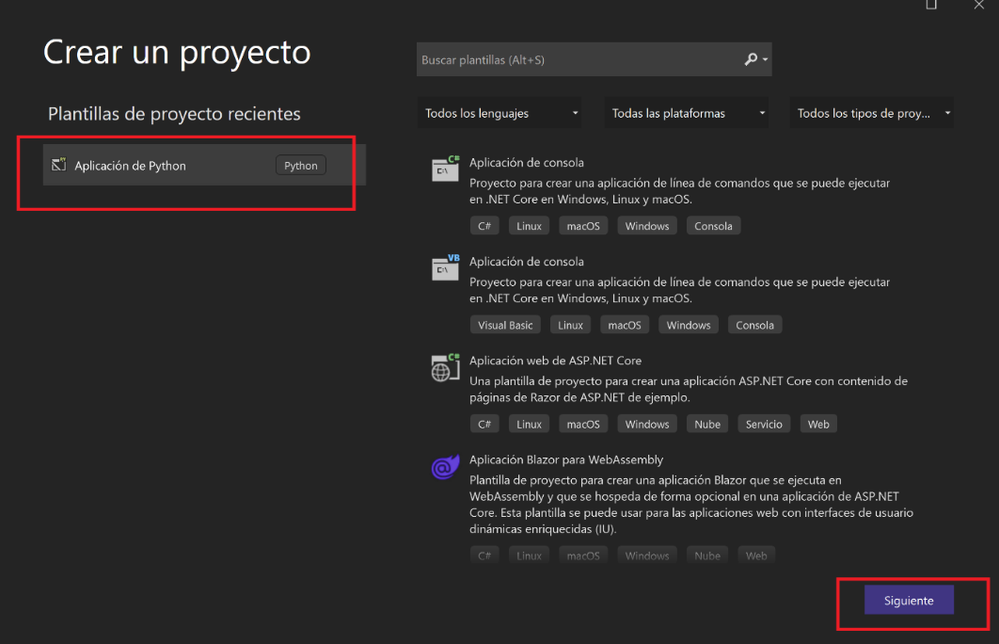 Crear un proyecto
Plantillas de proyecto recientes
Aplicación de Python Python
Buscar plantillas (Alt+S)
Todos los lenguajes Todas las plataformas Todos los tipos de proy...
C#
C:\
Aplicación de consola
Proyecto para crear una aplicación de línea de comandos que se puede ejecutar
en .NET Core en Windows, Linux y macOS.
C# Linux macOS Windows Consola
VB
C:\
Aplicación de consola
Proyecto para crear una aplicación de línea de comandos que se puede ejecutar
en .NET Core en Windows, Linux y macOS.
Visual Basic Linux macOS Windows Consola
C#
Aplicación web de ASP.NET Core
Una plantilla de proyecto para crear una aplicación ASP.NET Core con contenido de
páginas de Razor de ASP.NET de ejemplo.
C# Linux macOS Windows Nube Servicio Web
Aplicación Blazor para WebAssembly
Plantilla de proyecto para crear una aplicación Blazor que se ejecuta en
WebAssembly y que se hospeda de forma opcional en una aplicación de ASP.NET
Core. Esta plantilla se puede usar para las aplicaciones web con interfaces de usuario
dinámicas enriquecidas (IU).
C# Linux macOS Windows Nube Web
Siguiente